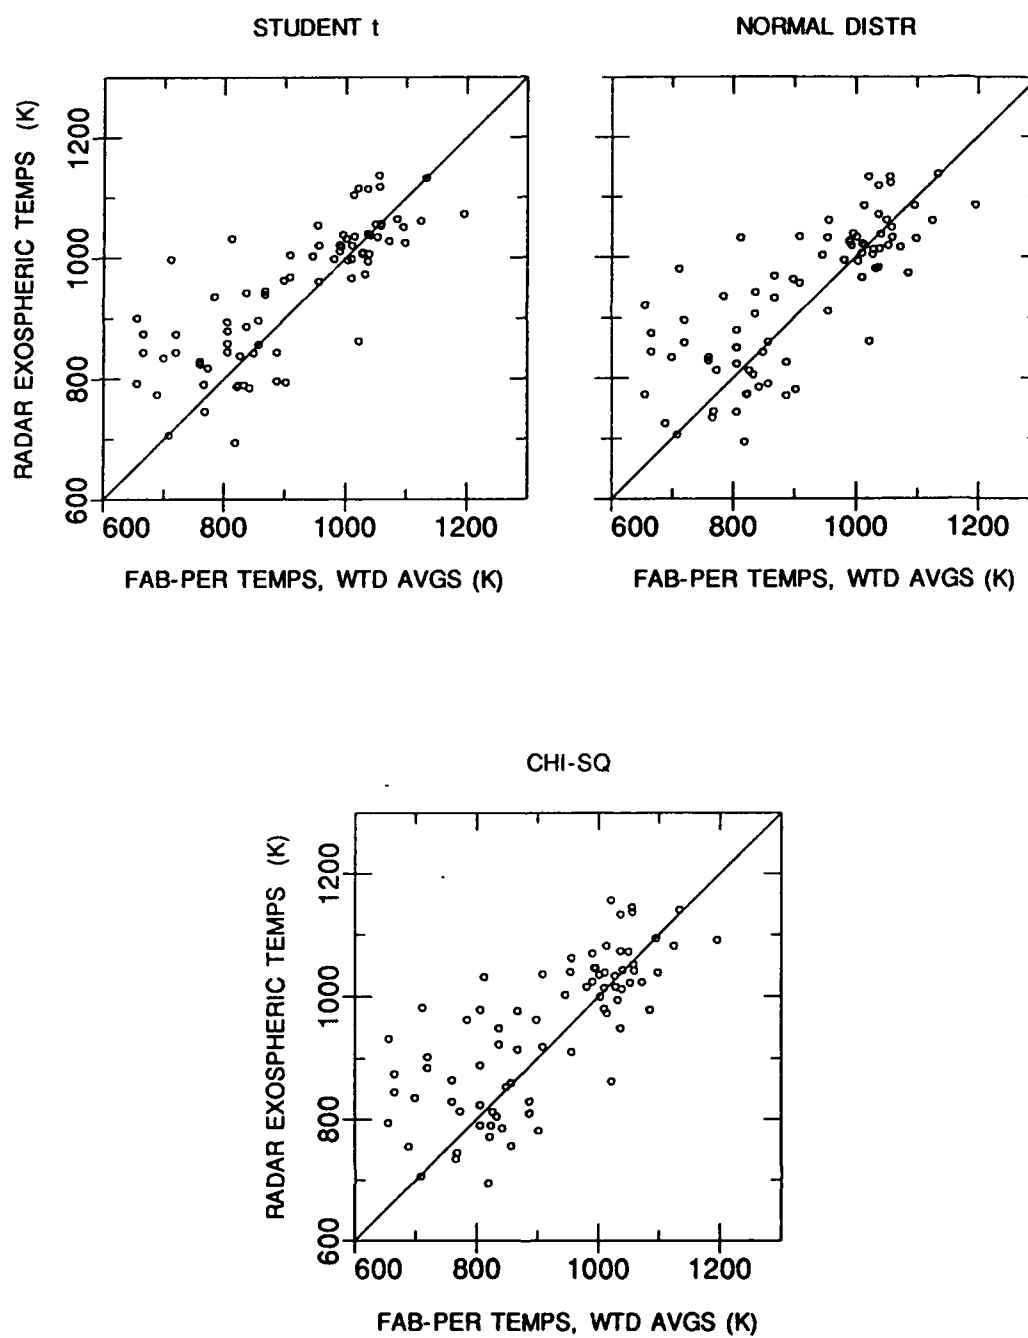 STUDENT t
NORMAL DISTR
RADAR EXOSPHERIC TEMPS (K)
1200
1000
800
600
600 800 1000 1200
600 800 1000 1200
FAB-PER TEMPS, WTD AVGS (K)
FAB-PER TEMPS, WTD AVGS (K)
CHI-SQ
RADAR EXOSPHERIC TEMPS (K)
1200
1000
800
600
600 800 1000 1200
FAB-PER TEMPS, WTD AVGS (K)